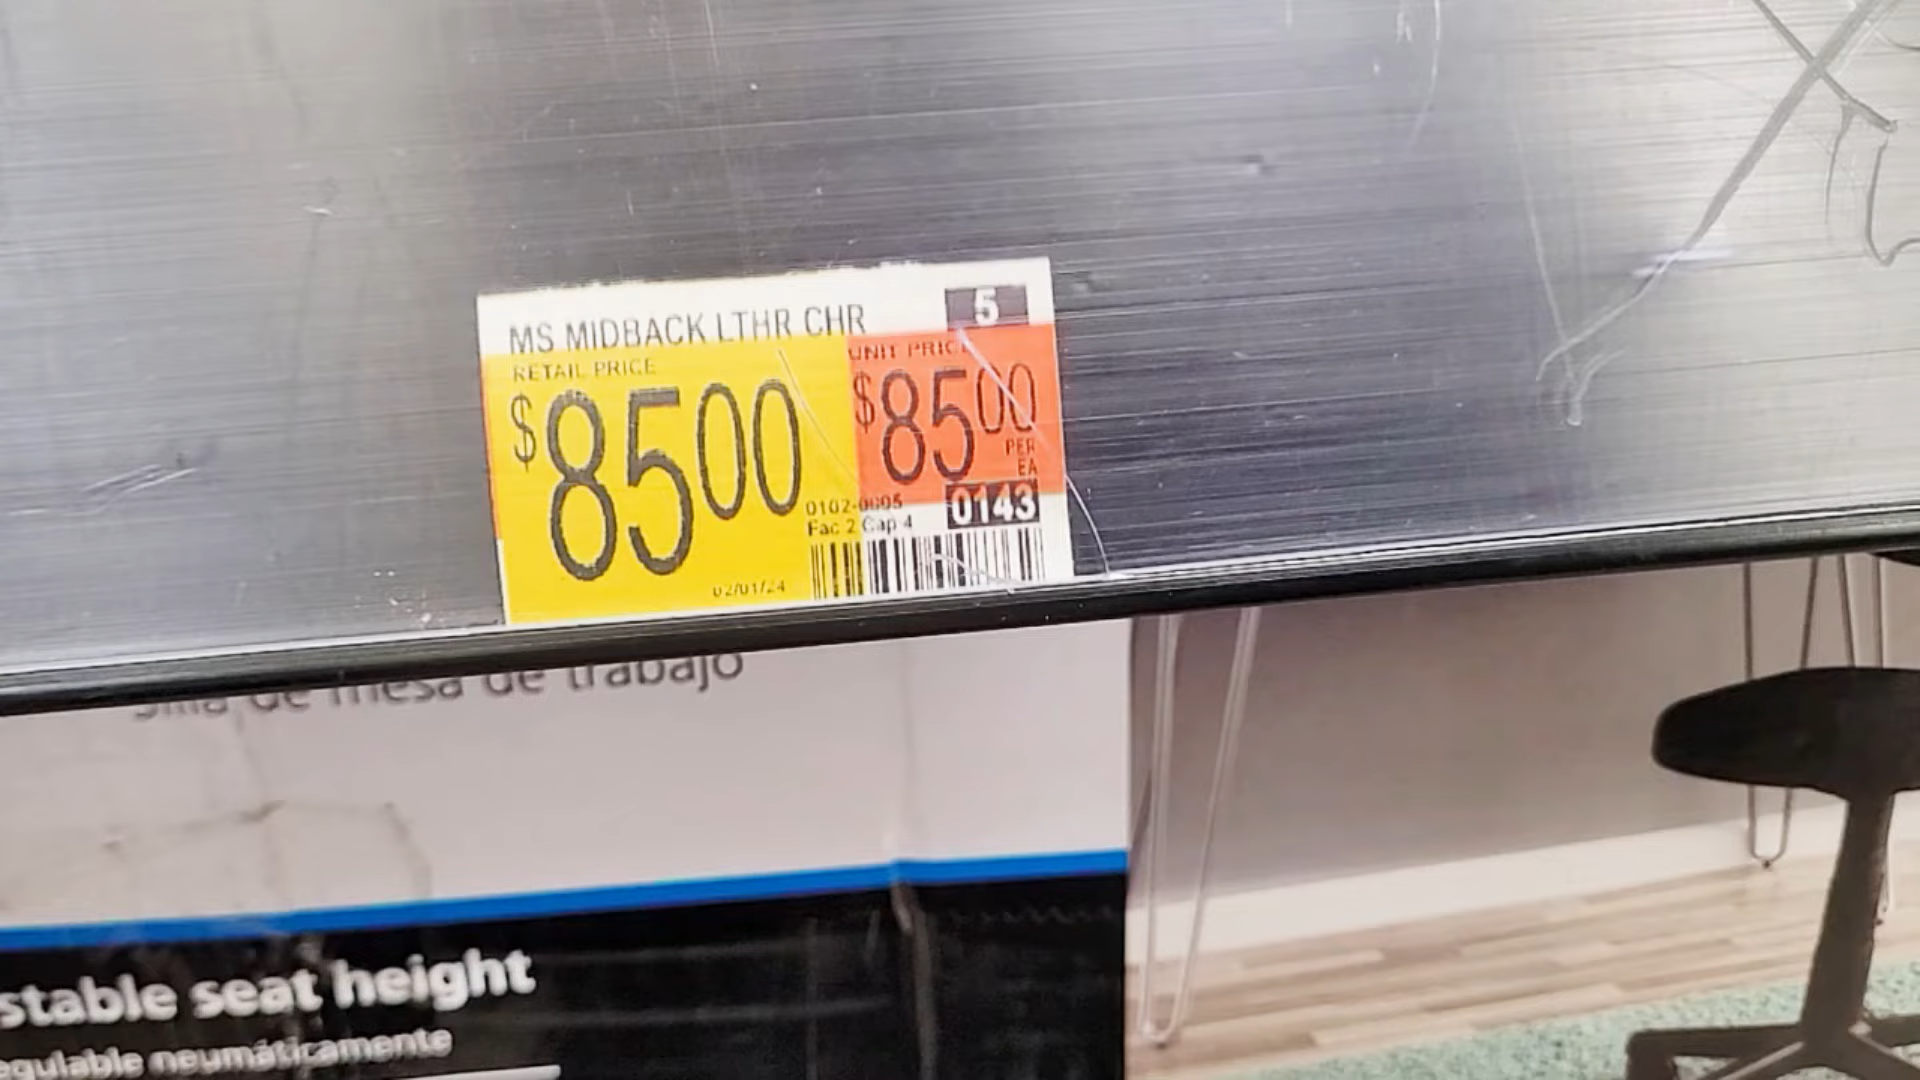 MS MIDBACK LTHR CHR
5
RETAIL PRICE
$8500
UNIT PRICE
$8500
PER
EA
0102-0605
Fac 2 Cap 4
0143
02/01/24
Silla de mesa de trabajo
stable seat height
egulable neumáticamente